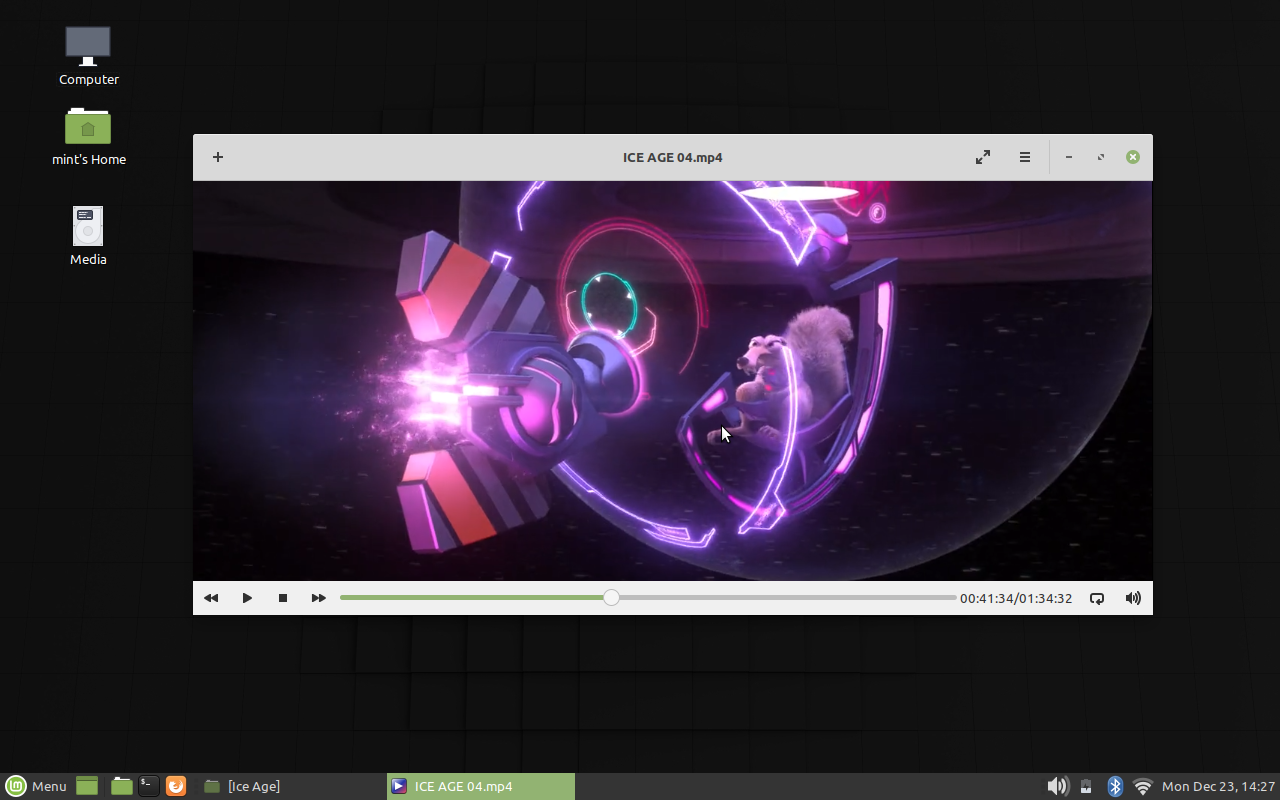 Computer
mint's Home
Media
ICE AGE 04.mp4
00:41:34/01:34:32
Menu
$_
[Ice Age]
ICE AGE 04.mp4
Mon Dec 23, 14:27